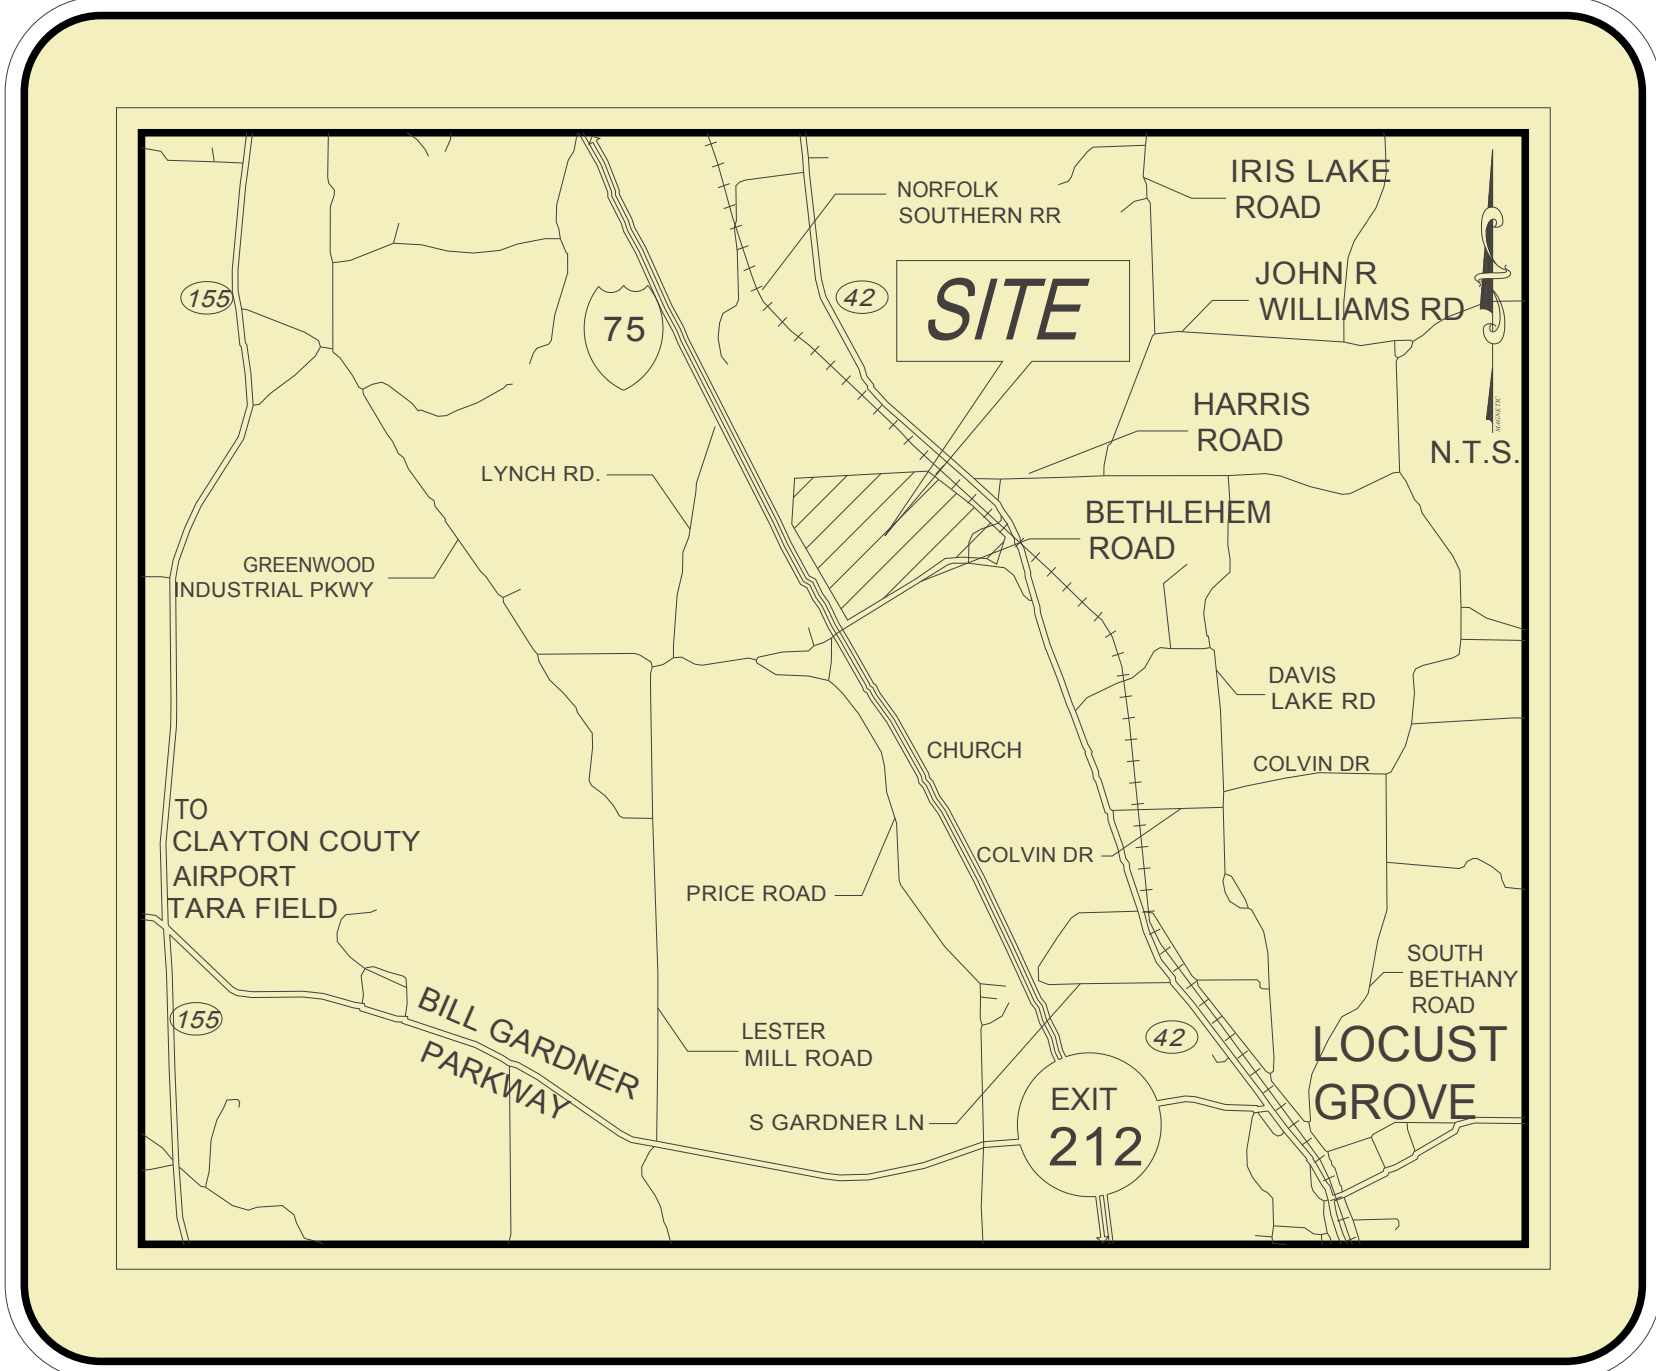 IRIS LAKE
ROAD
NORFOLK
SOUTHERN RR
155
42
75
SITE
JOHN R
WILLIAMS RD
MAGNETIC
N.T.S.
HARRIS
ROAD
LYNCH RD.
BETHLEHEM
ROAD
GREENWOOD
INDUSTRIAL PKWY
DAVIS
LAKE RD
CHURCH
COLVIN DR
TO
CLAYTON COUTY
AIRPORT
TARA FIELD
COLVIN DR
PRICE ROAD
SOUTH
BETHANY
ROAD
155
BILL GARDNER
PARKWAY
LESTER
MILL ROAD
42
LOCUST
GROVE
S GARDNER LN
EXIT
212